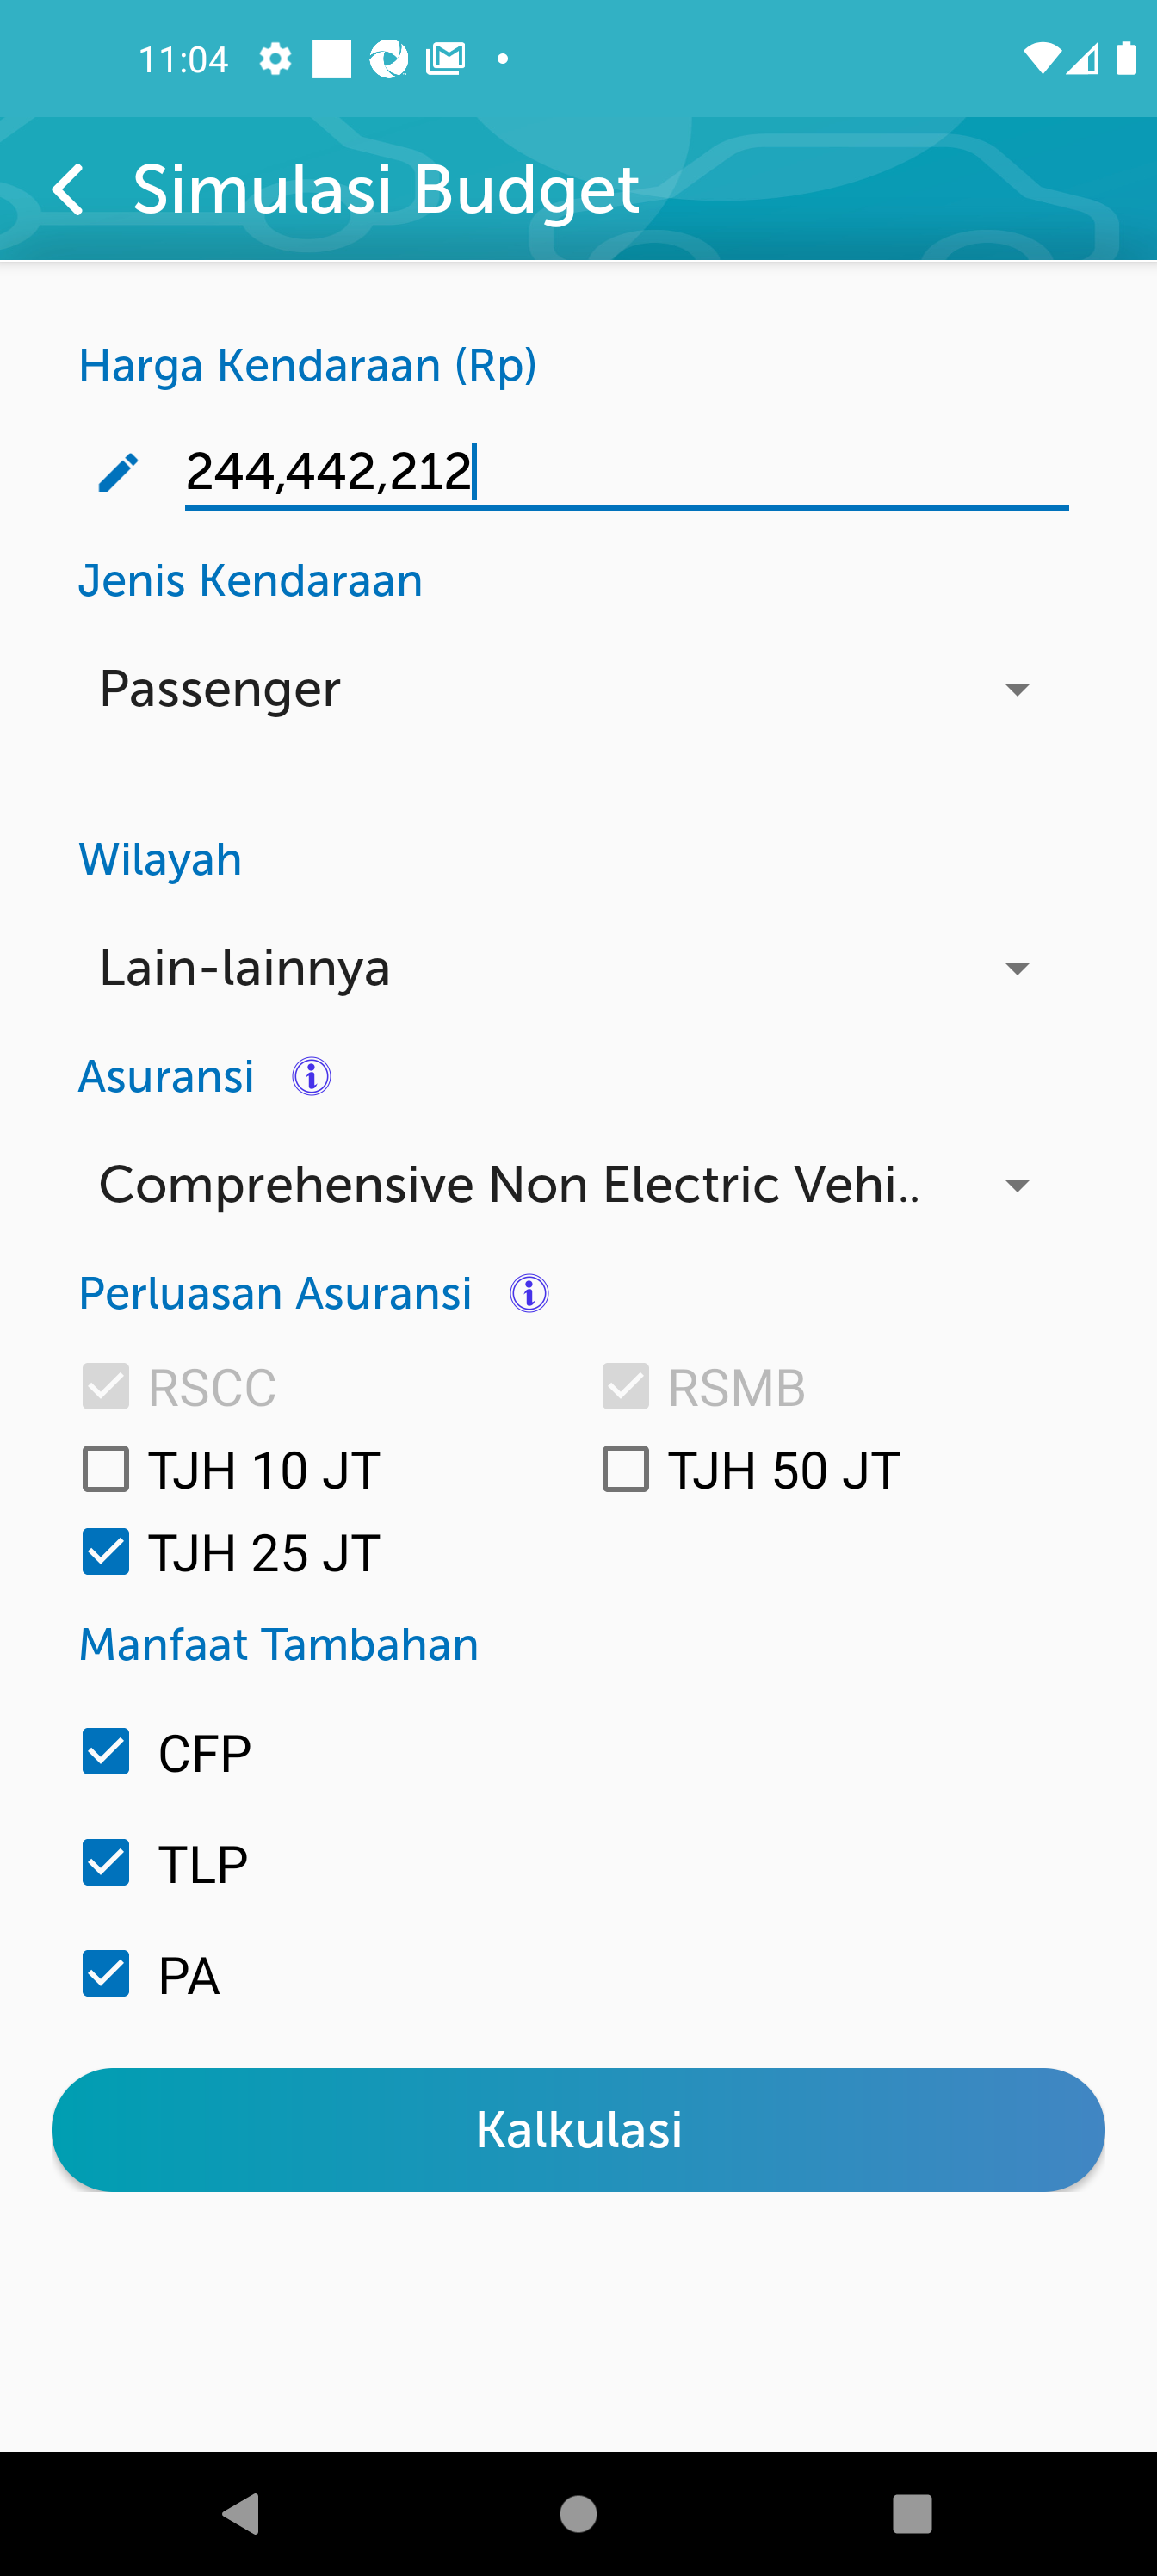 11:04
Simulasi Budget
Harga Kendaraan (Rp)
244,442,212
Jenis Kendaraan
Passenger
Wilayah
Lain-lainnya
Asuransi
Comprehensive Non Electric Vehi..
Perluasan Asuransi
RSCC RSMB
TJH 10 JT TJH 50 JT
TJH 25 JT
Manfaat Tambahan
CFP
TLP
PA
Kalkulasi